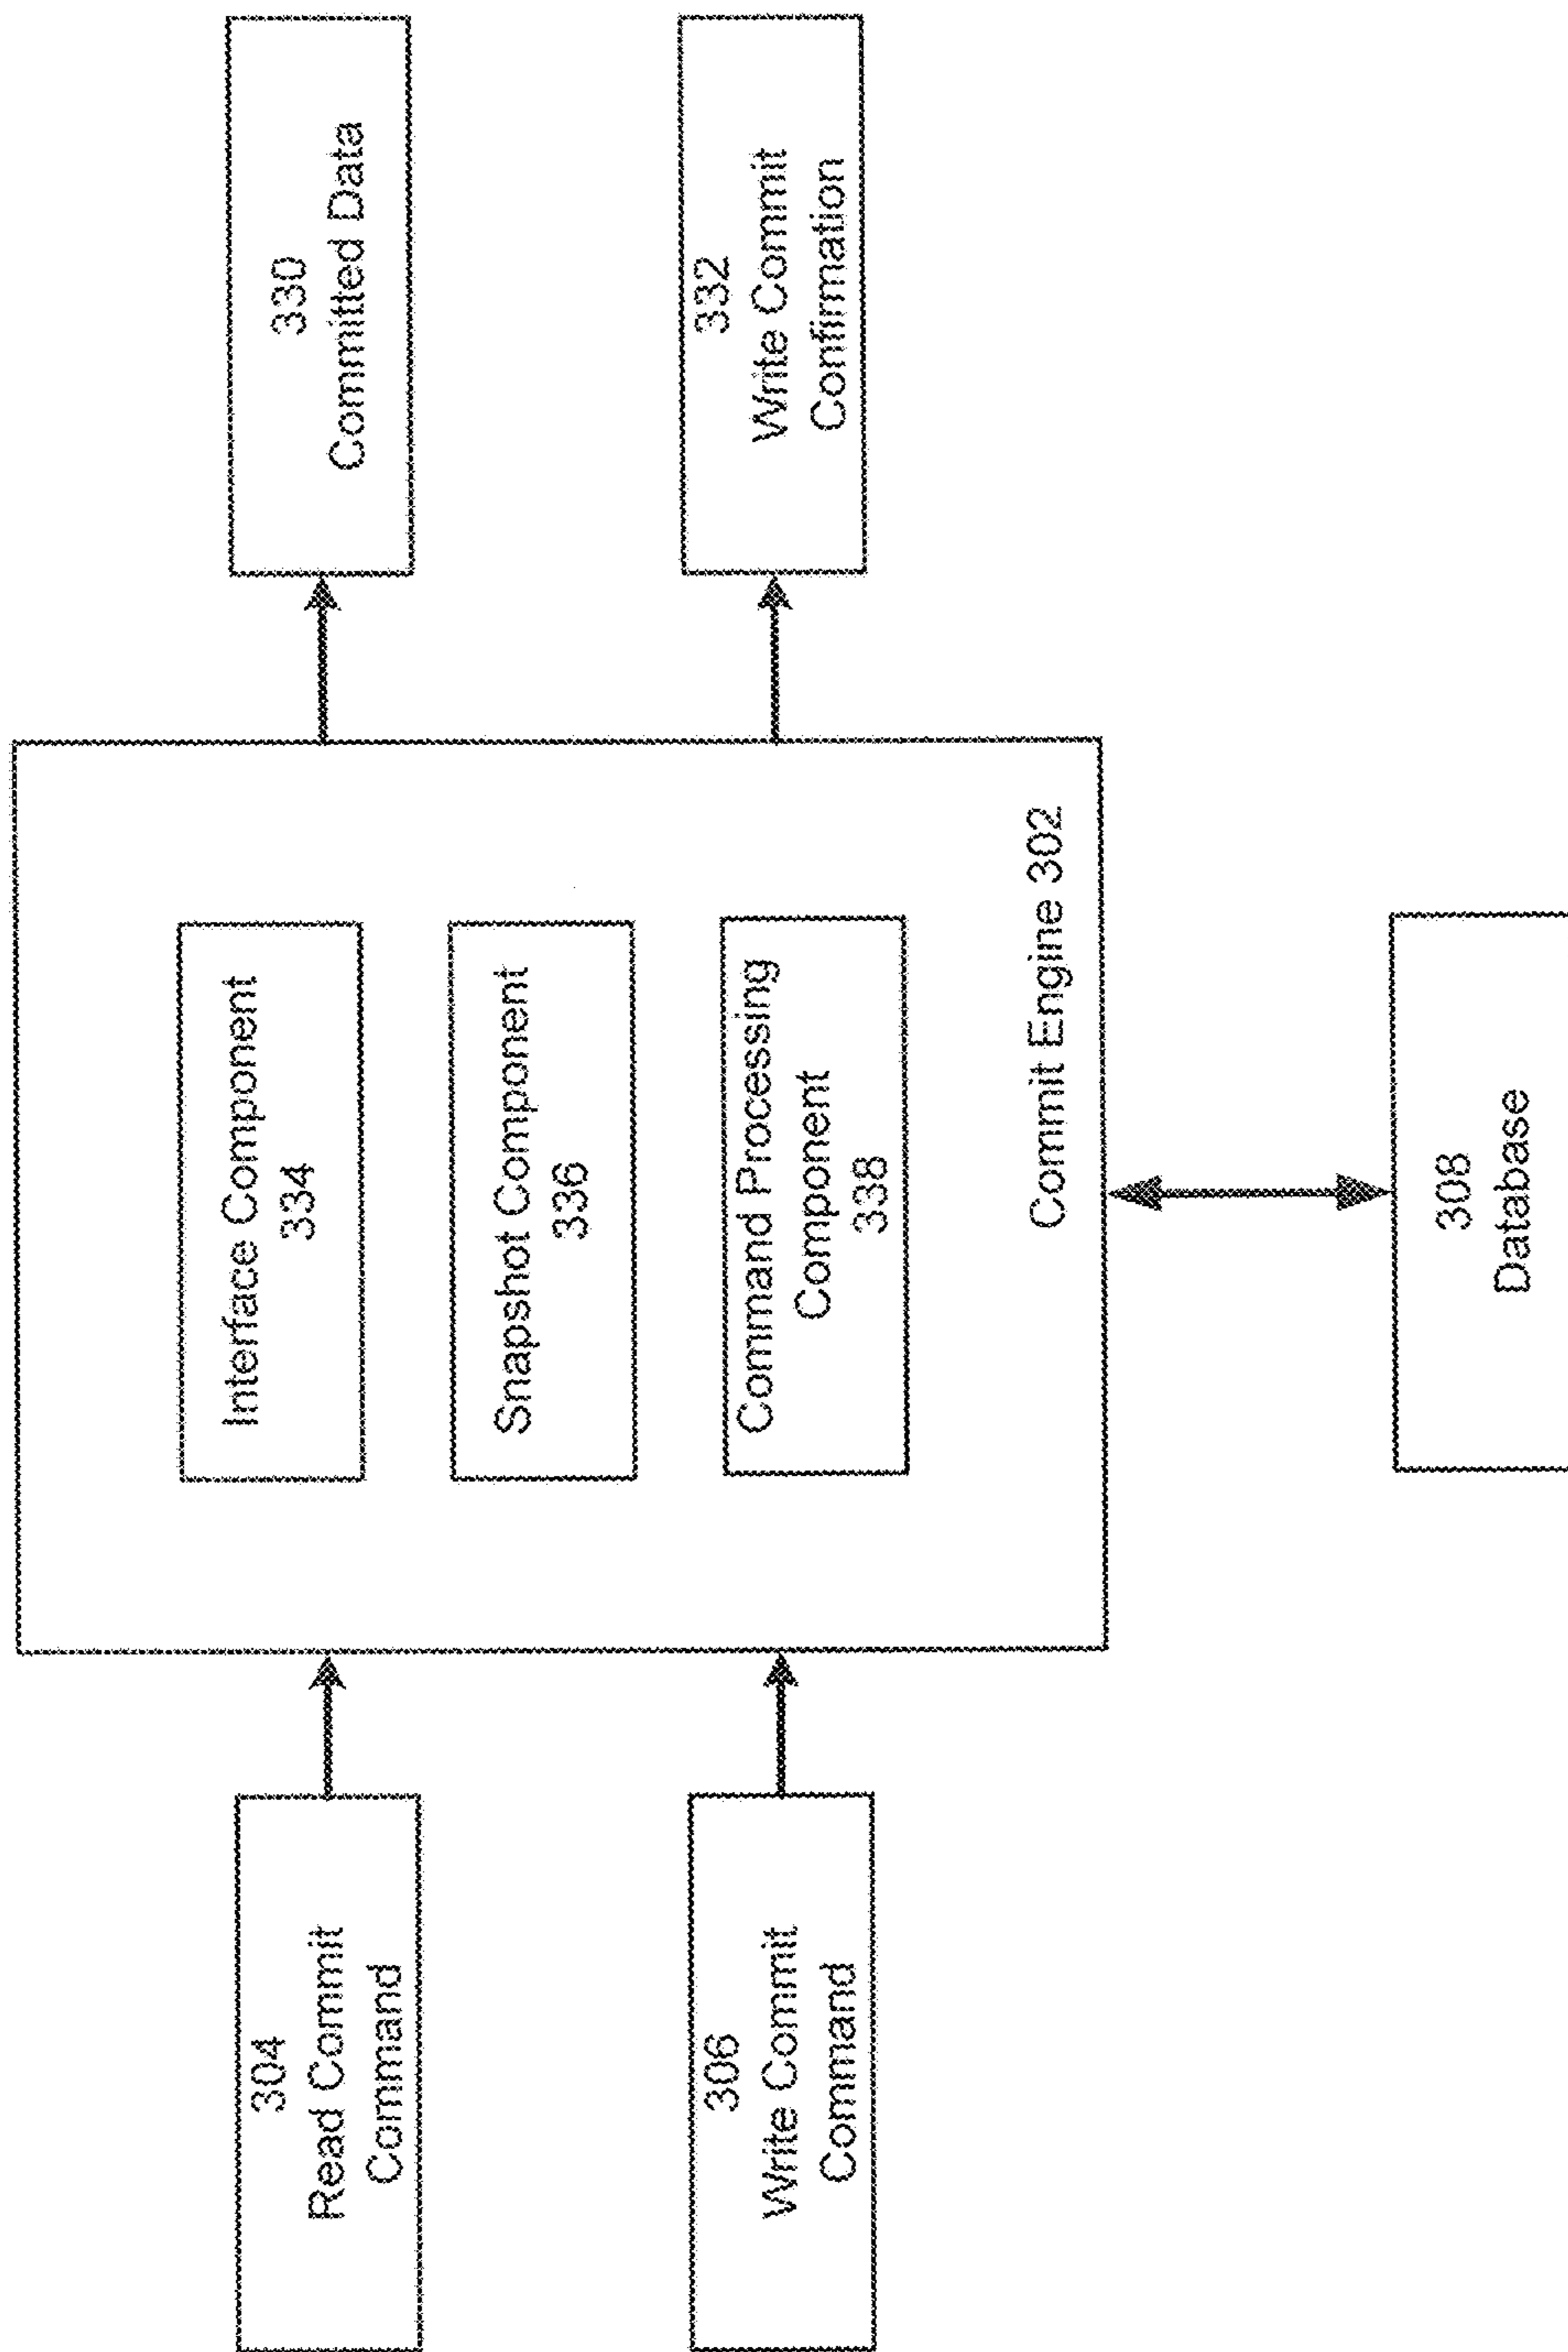 304
Read Commit
Command
306
Write Commit
Command
Interface Component
334
Snapshot Component
336
Command Processing
Component
338
Commit Engine 302
308
Database
330
Committed Data
332
Write Commit
Confirmation